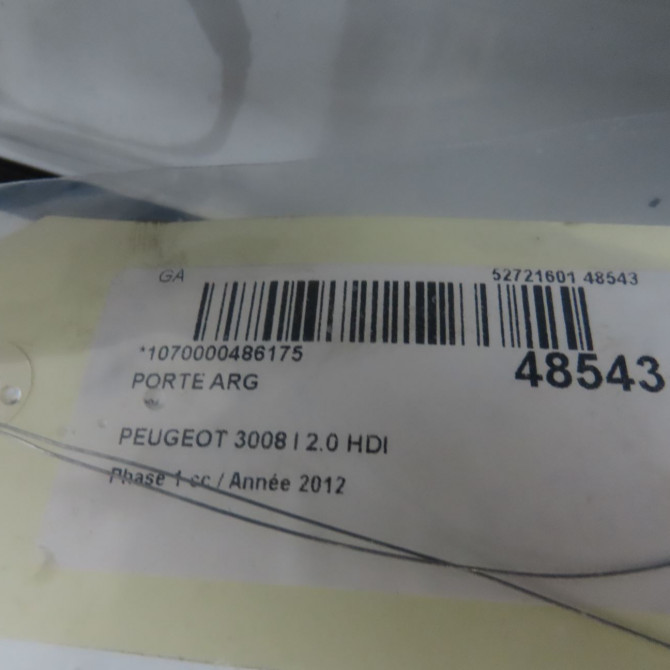 GA 52721601 48543
*1070000486175
48543
PORTE ARG
PEUGEOT 3008 I 2.0 HDI
Phase 1 cc / Année 2012